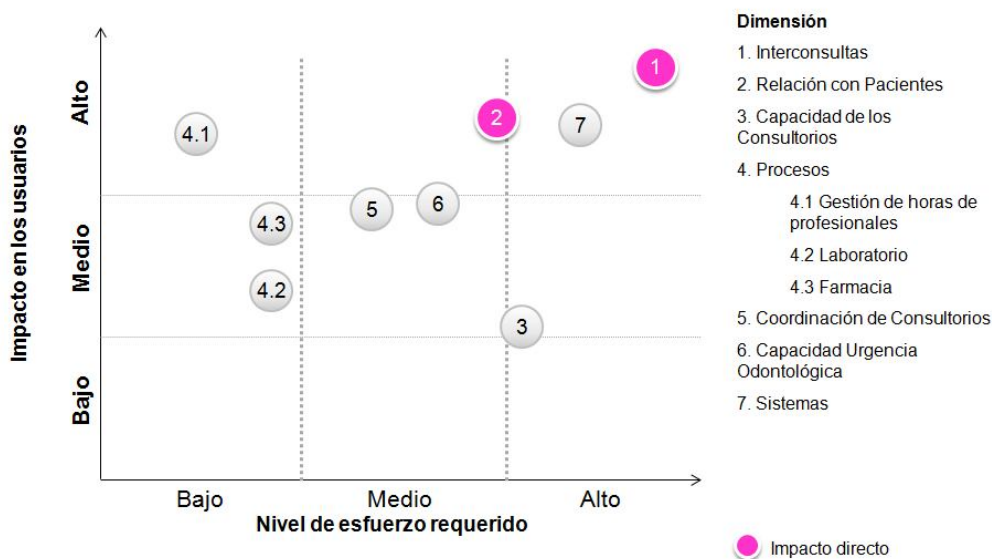 Impacto en los usuarios
Alto
Medio
Bajo
1
2
7
4.1
5
6
4.3
4.2
3
Bajo
Medio
Alto
Nivel de esfuerzo requerido
Dimensión
1. Interconsultas
2. Relación con Pacientes
3. Capacidad de los
Consultorios
4. Procesos
4.1 Gestión de horas de
profesionales
4.2 Laboratorio
4.3 Farmacia
5. Coordinación de Consultorios
6. Capacidad Urgencia
Odontológica
7. Sistemas
Impacto directo